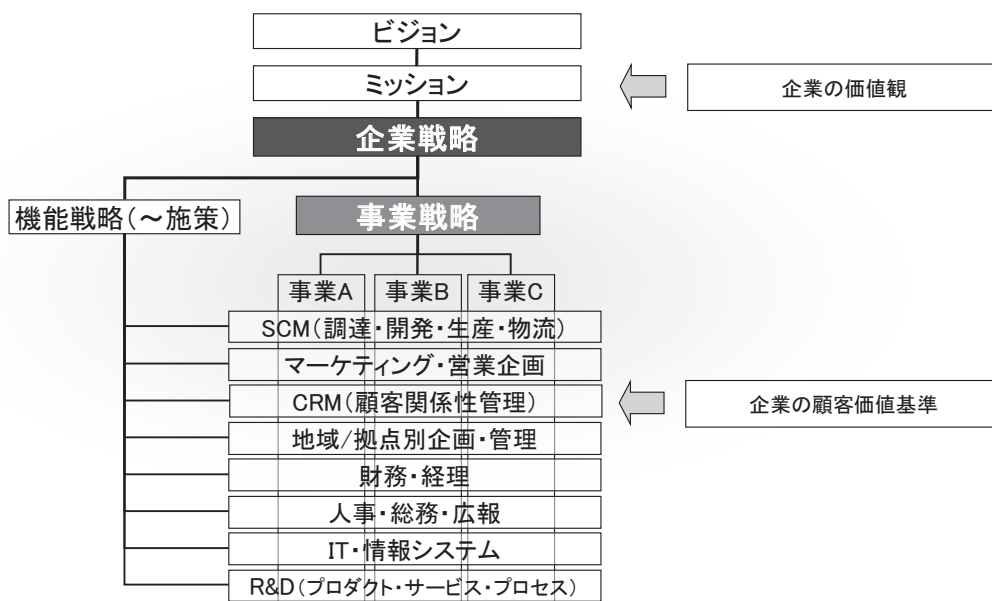 ビジョン
ミッション
企業の価値観
企業戦略
機能戦略(～施策)
事業戦略
事業A
事業B
事業C
SCM(調達・開発・生産・物流)
マーケティング・営業企画
CRM(顧客関係性管理)
企業の顧客価値基準
地域/拠点別企画・管理
財務・経理
人事・総務・広報
IT・情報システム
R&D(プロダクト・サービス・プロセス)